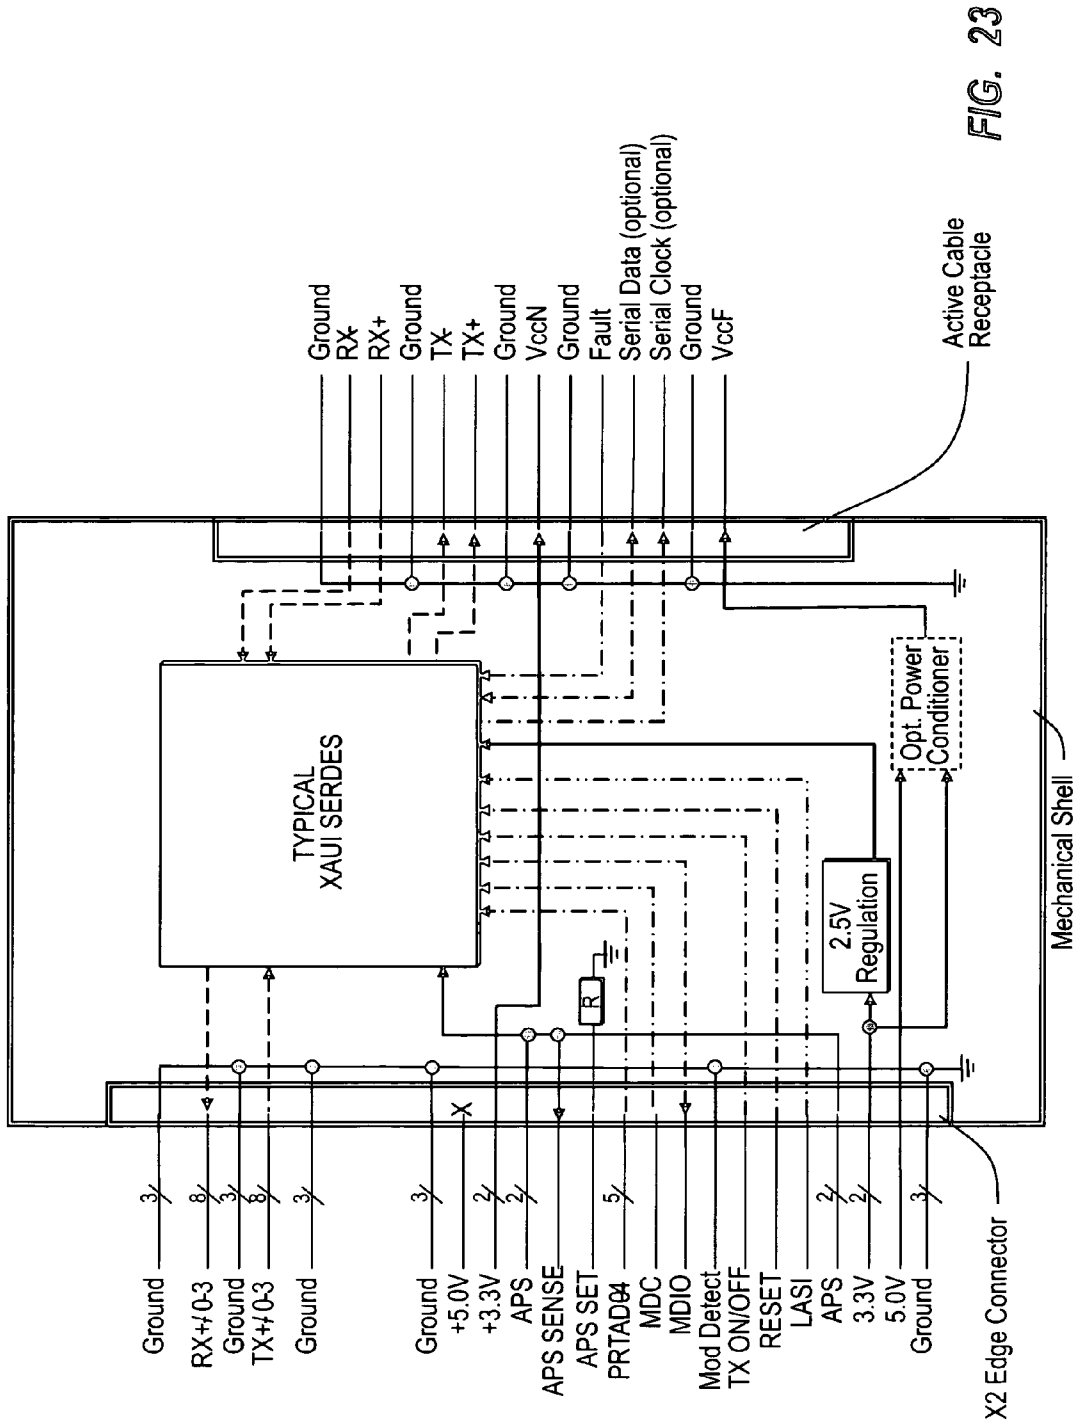 FIG. 23
Ground
RX-
RX+
Ground
TX-
TX+
Ground
VccN
Ground
Fault
Serial Data (optional)
Serial Clock (optional)
Ground
VccF
Active Cable
Receptacle
TYPICAL
XAUI SERDES
R
2.5V
Regulation
Opt. Power
Conditioner
Mechanical Shell
X
Ground 3
RX+/0-3 8
Ground 3
TX+/0-3 8
Ground 3
Ground 3
+5.0V
+3.3V 2
APS 2
APS SENSE
APS SET
PRTAD04 5
MDC
MDIO
Mod Detect
TX ON/OFF
RESET
LASI
APS 2
3.3V 2
5.0V
Ground 3
X2 Edge Connector